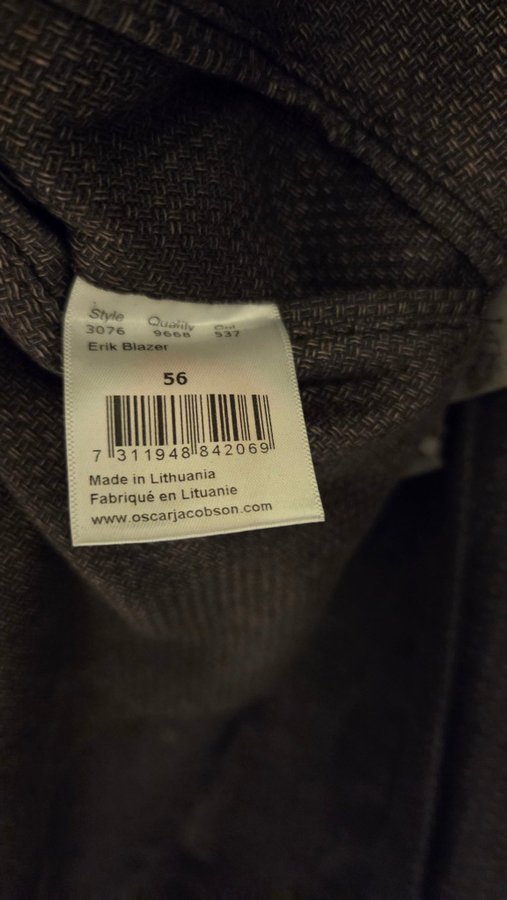 Style Quality Col
3076 9668 537
Erik Blazer
56
7 311948 842069
Made in Lithuania
Fabriqué en Lituanie
www.oscarjacobson.com